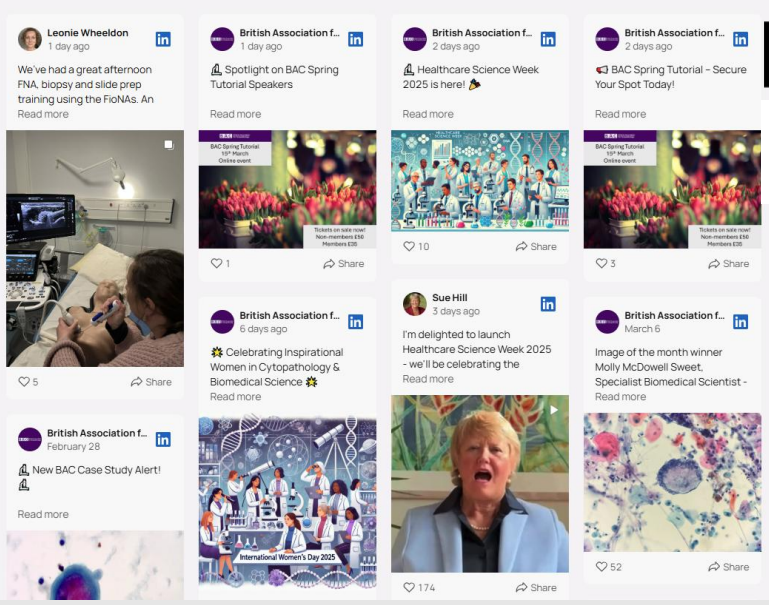 Leonie Wheeldon
1 day ago
We've had a great afternoon
FNA, biopsy and slide prep
training using the FioNAs. An
Read more
5
Share
British Association f...
February 28
New BAC Case Study Alert!
Read more
British Association f...
1 day ago
Spotlight on BAC Spring
Tutorial Speakers
Read more
BAC
BAC Spring Tutorial
15th March
Online event
Tickets on sale now!
Non-members £50
Members £35
1
Share
British Association f...
6 days ago
Celebrating Inspirational
Women in Cytopathology &
Biomedical Science
Read more
International Women's Day 2025
British Association f...
2 days ago
Healthcare Science Week
2025 is here!
Read more
HEALTHCARE
SCIENCE WEEK
10
Share
Sue Hill
3 days ago
I'm delighted to launch
Healthcare Science Week 2025
- we'll be celebrating the
Read more
174
Share
British Association f...
2 days ago
BAC Spring Tutorial – Secure
Your Spot Today!
Read more
BAC
BAC Spring Tutorial
15th March
Online event
Tickets on sale now!
Non-members £50
Members £35
3
Share
British Association f...
March 6
Image of the month winner
Molly McDowell Sweet,
Specialist Biomedical Scientist -
Read more
52
Share